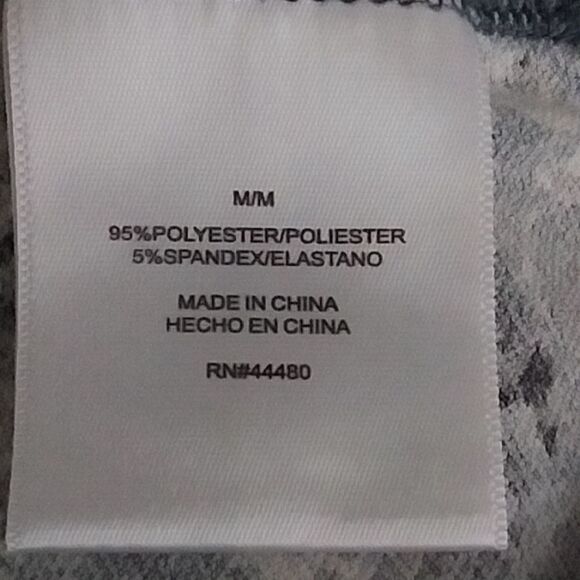 M/M
95%POLYESTER/POLIESTER
5%SPANDEX/ELASTANO
MADE IN CHINA
HECHO EN CHINA
RN#44480